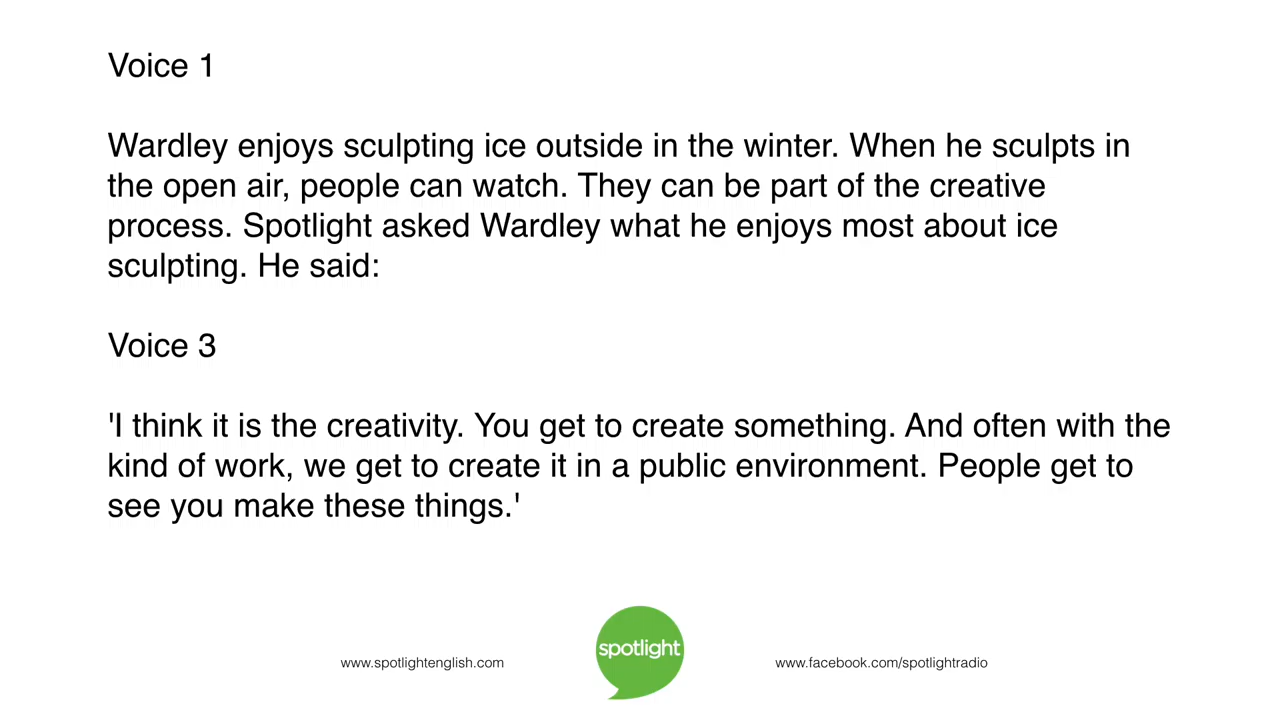 Voice 1
Wardley enjoys sculpting ice outside in the winter. When he sculpts in
the open air, people can watch. They can be part of the creative
process. Spotlight asked Wardley what he enjoys most about ice
sculpting. He said:
Voice 3
'I think it is the creativity. You get to create something. And often with the
kind of work, we get to create it in a public environment. People get to
see you make these things.'
www.spotlightenglish.com
spotlight
www.facebook.com/spotlightradio